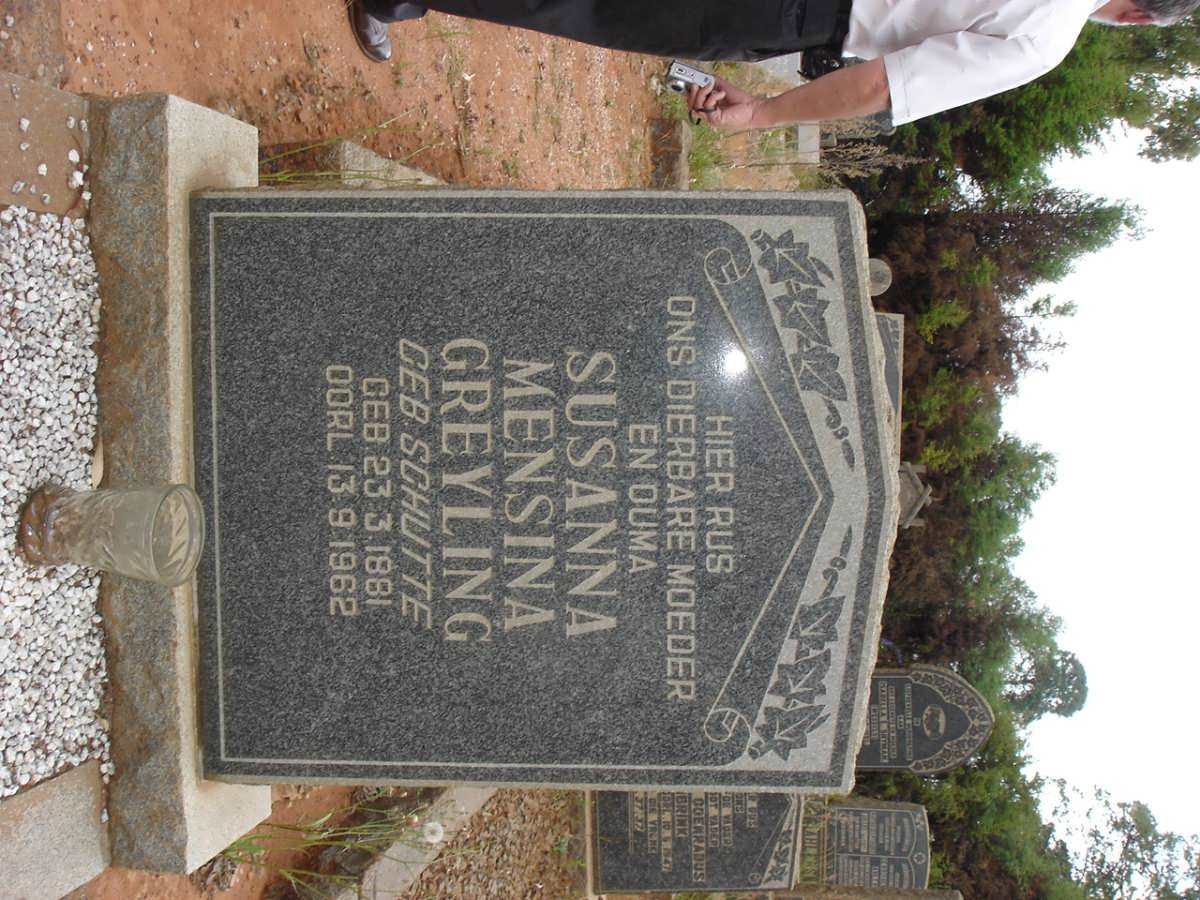 HIER RUS
ONS DIERBARE MOEDER
EN OUMA
SUSANNA
MENSINA
GREYLING
GEB SCHUTTE
GEB 23 3 1881
OORL 13 9 1962